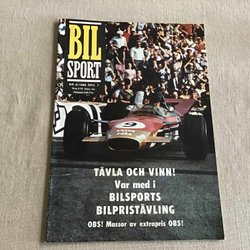 BIL
SPORT
9
TÄVLA OCH VINN!
Var med i
BILSPORTS
BILPRISTÄVLING
OBS! Massor av extrapris OBS!